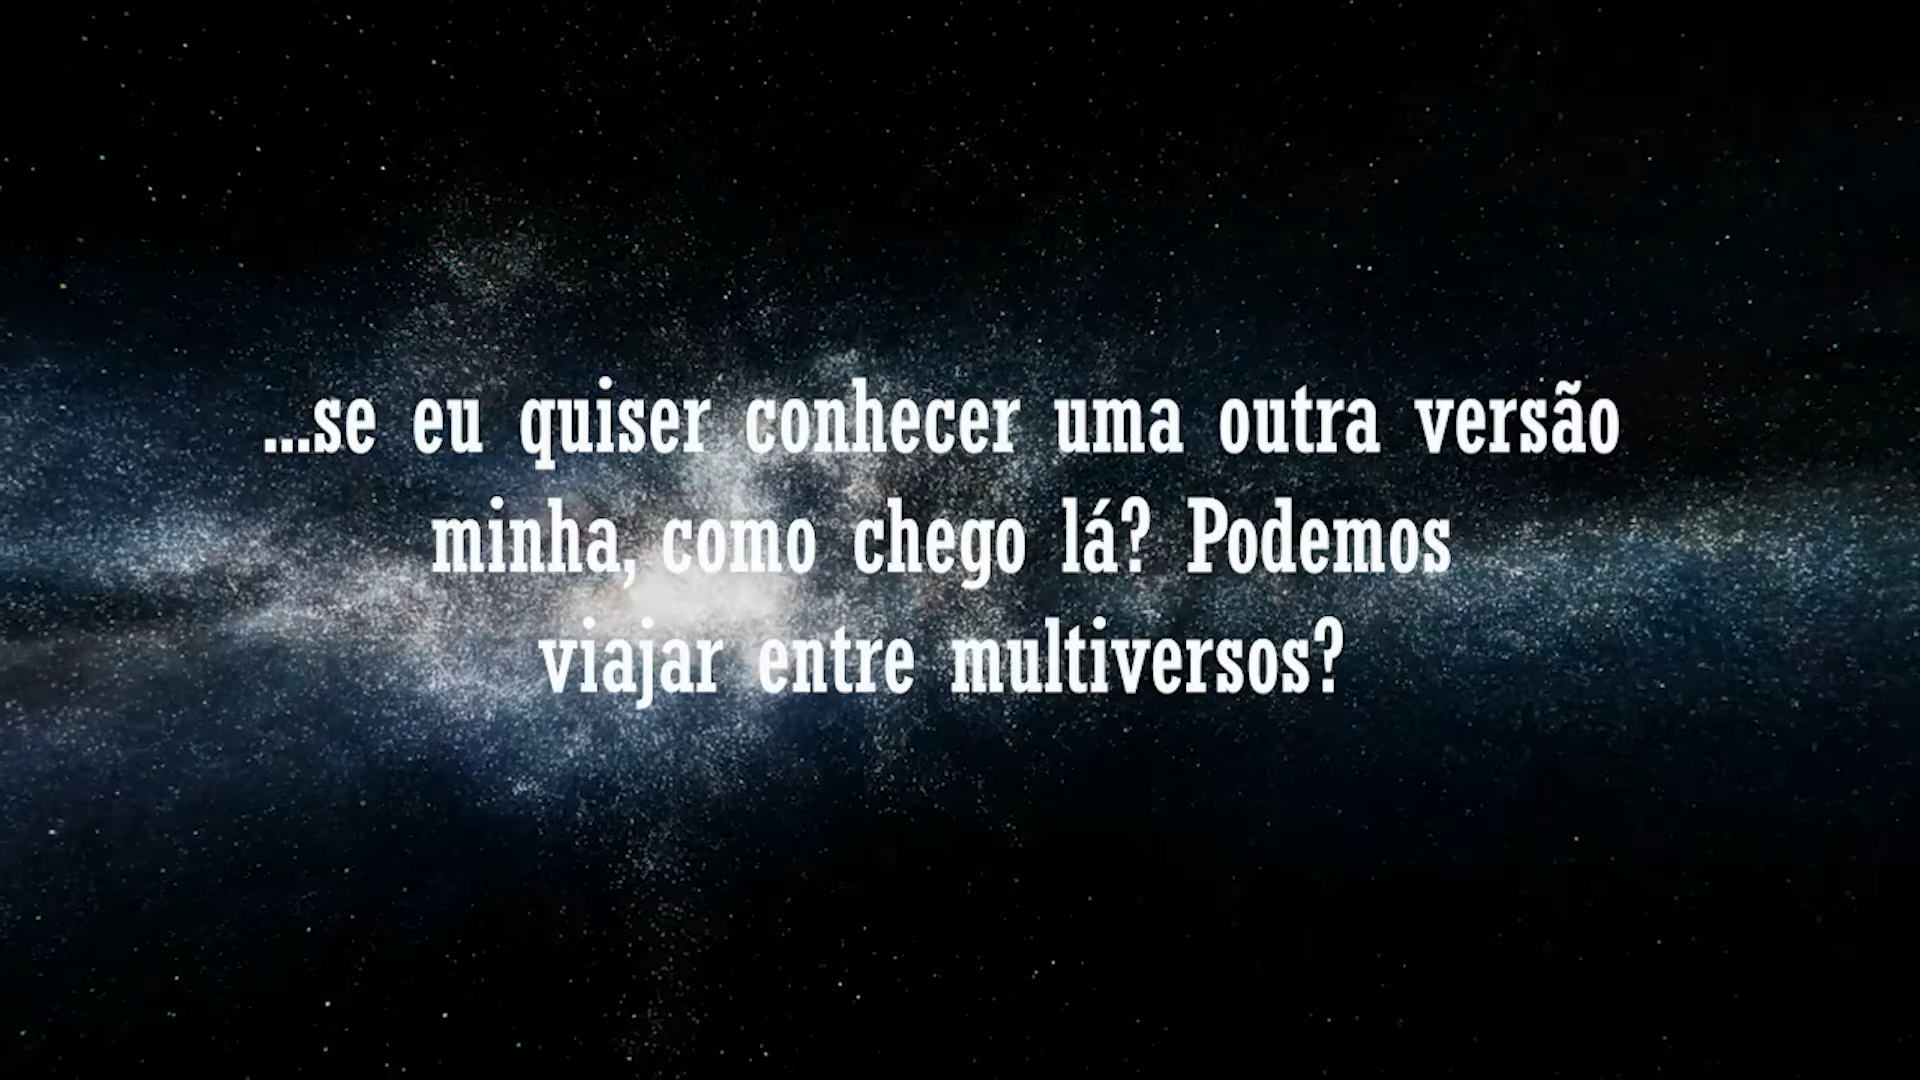 ...se eu quiser conhecer uma outra versão
minha, como chego lá? Podemos
viajar entre multiversos?